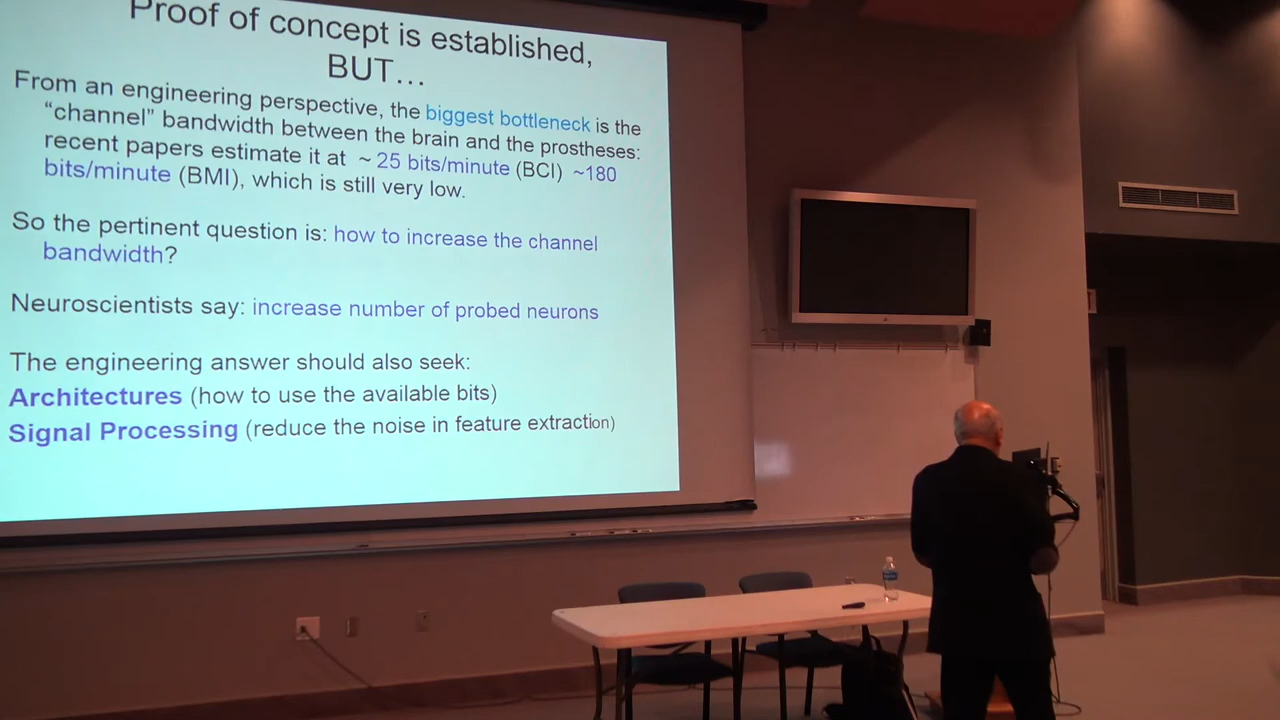 Proof of concept is established,
BUT…
From an engineering perspective, the biggest bottleneck is the
“channel” bandwidth between the brain and the prostheses:
recent papers estimate it at ~ 25 bits/minute (BCI) ~180
bits/minute (BMI), which is still very low.
So the pertinent question is: how to increase the channel
bandwidth?
Neuroscientists say: increase number of probed neurons
The engineering answer should also seek:
Architectures (how to use the available bits)
Signal Processing (reduce the noise in feature extraction)